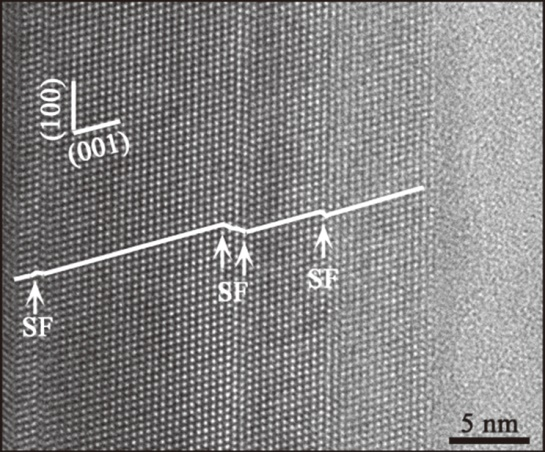 (100)
(001)
SF
SF
SF
5 nm